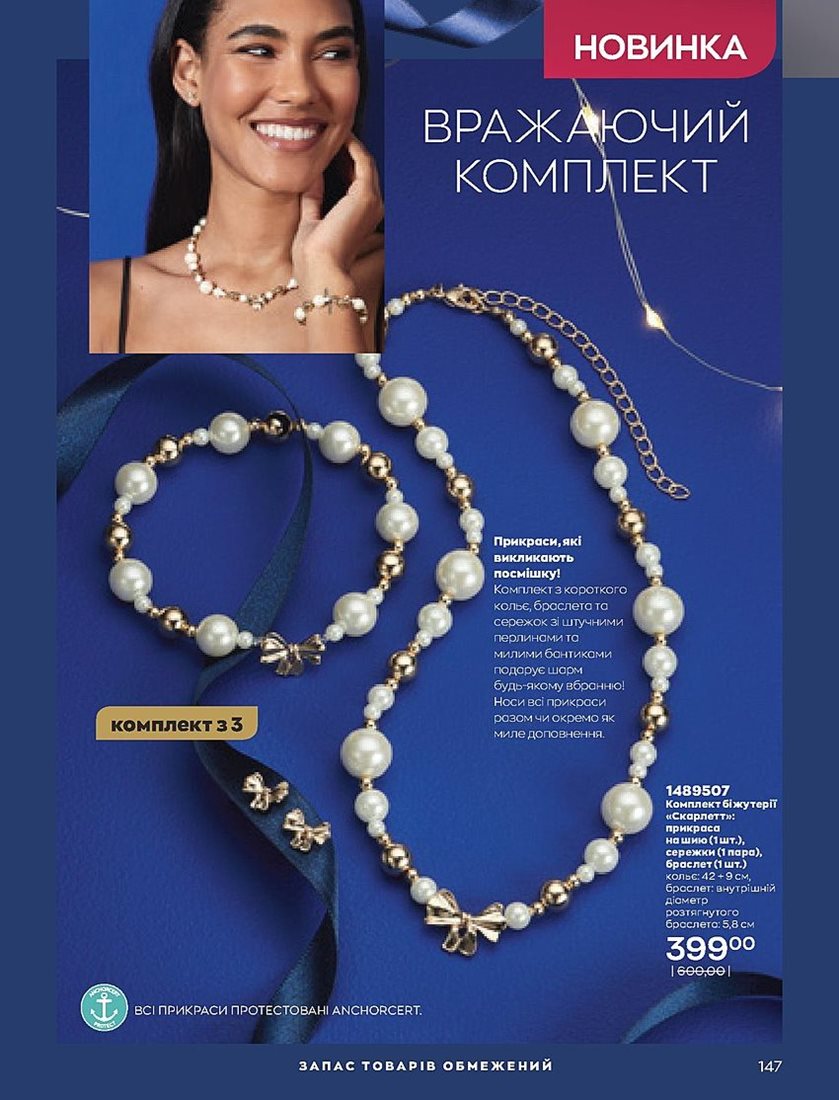 НОВИНКА
ВРАЖАЮЧИЙ
КОМПЛЕКТ
Прикраси, які
викликають
посмішку!
Комплект з короткого
кольє, браслета та
сережок зі штучними
перлинами та
милими бантиками
подарує шарм
будь-якому вбранню!
Носи всі прикраси
разом чи окремо як
миле доповнення.
комплект з 3
1489507
Комплект біжутерії
«Скарлетт»:
прикраса
на шию (1 шт.),
сережки (1 пара),
браслет (1 шт.)
кольє: 42 + 9 см,
браслет: внутрішній
діаметр
розтягнутого
браслета: 5,8 см
399⁰⁰
|600,00|
ANCHORCERT
PROTECT
ВСІ ПРИКРАСИ ПРОТЕСТОВАНІ ANCHORCERT.
ЗАПАС ТОВАРІВ ОБМЕЖЕНИЙ
147